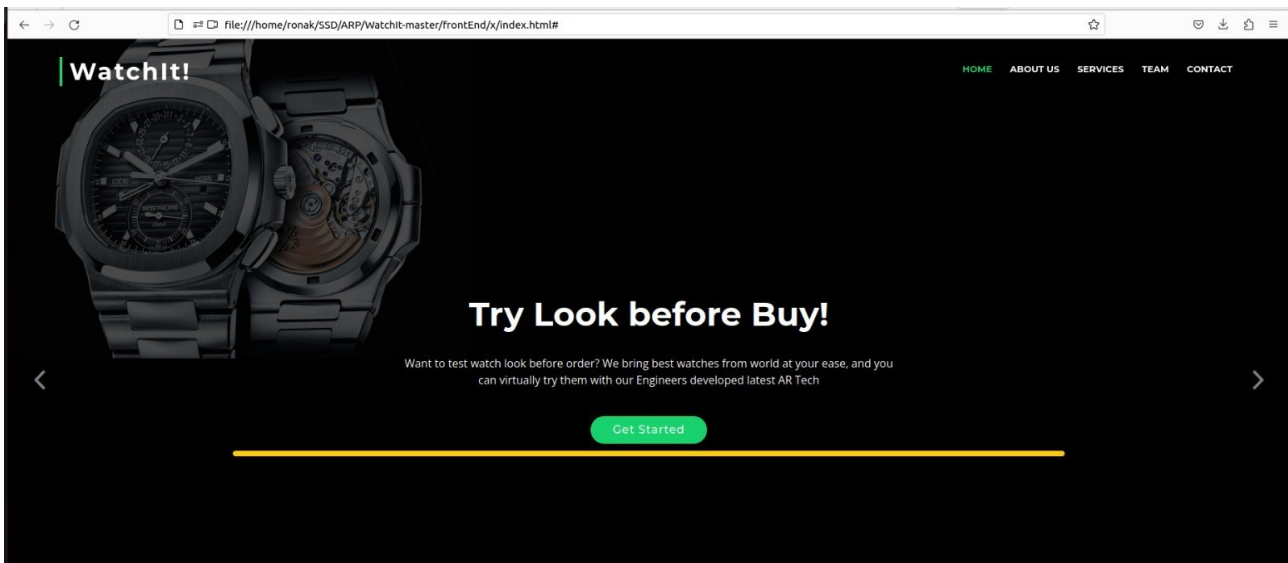 file:///home/ronak/SSD/ARP/WatchIt-master/frontEnd/x/index.html#
WatchIt!
HOME ABOUT US SERVICES TEAM CONTACT
Try Look before Buy!
Want to test watch look before order? We bring best watches from world at your ease, and you
can virtually try them with our Engineers developed latest AR Tech
Get Started